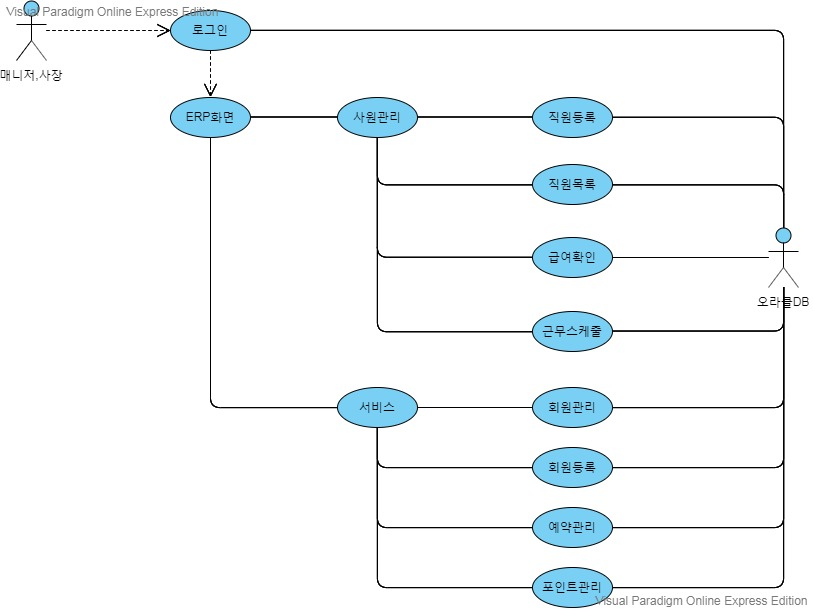 Visual Paradigm Online Express Edition
로그인
매니저,사장
ERP화면
사원관리
직원등록
직원목록
급여확인
오라클DB
근무스케줄
서비스
회원관리
회원등록
예약관리
포인트관리
Visual Paradigm Online Express Edition